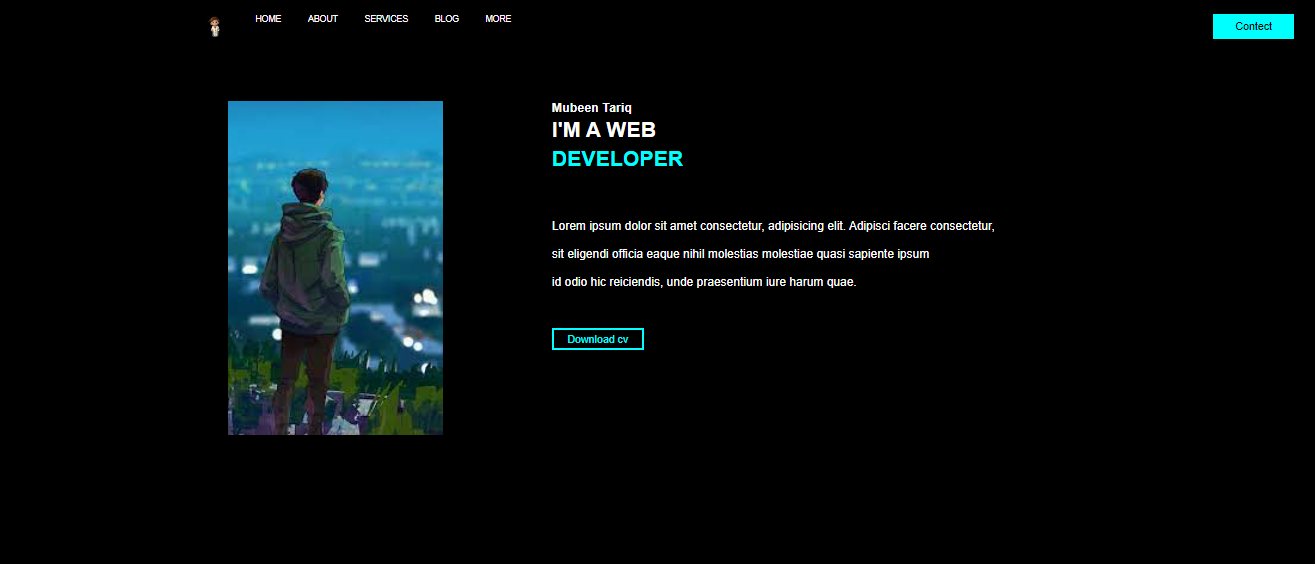 HOME ABOUT SERVICES BLOG MORE Contect
Mubeen Tariq
I'M A WEB
DEVELOPER
Lorem ipsum dolor sit amet consectetur, adipisicing elit. Adipisci facere consectetur,
sit eligendi officia eaque nihil molestias molestiae quasi sapiente ipsum
id odio hic reiciendis, unde praesentium iure harum quae.
Download cv